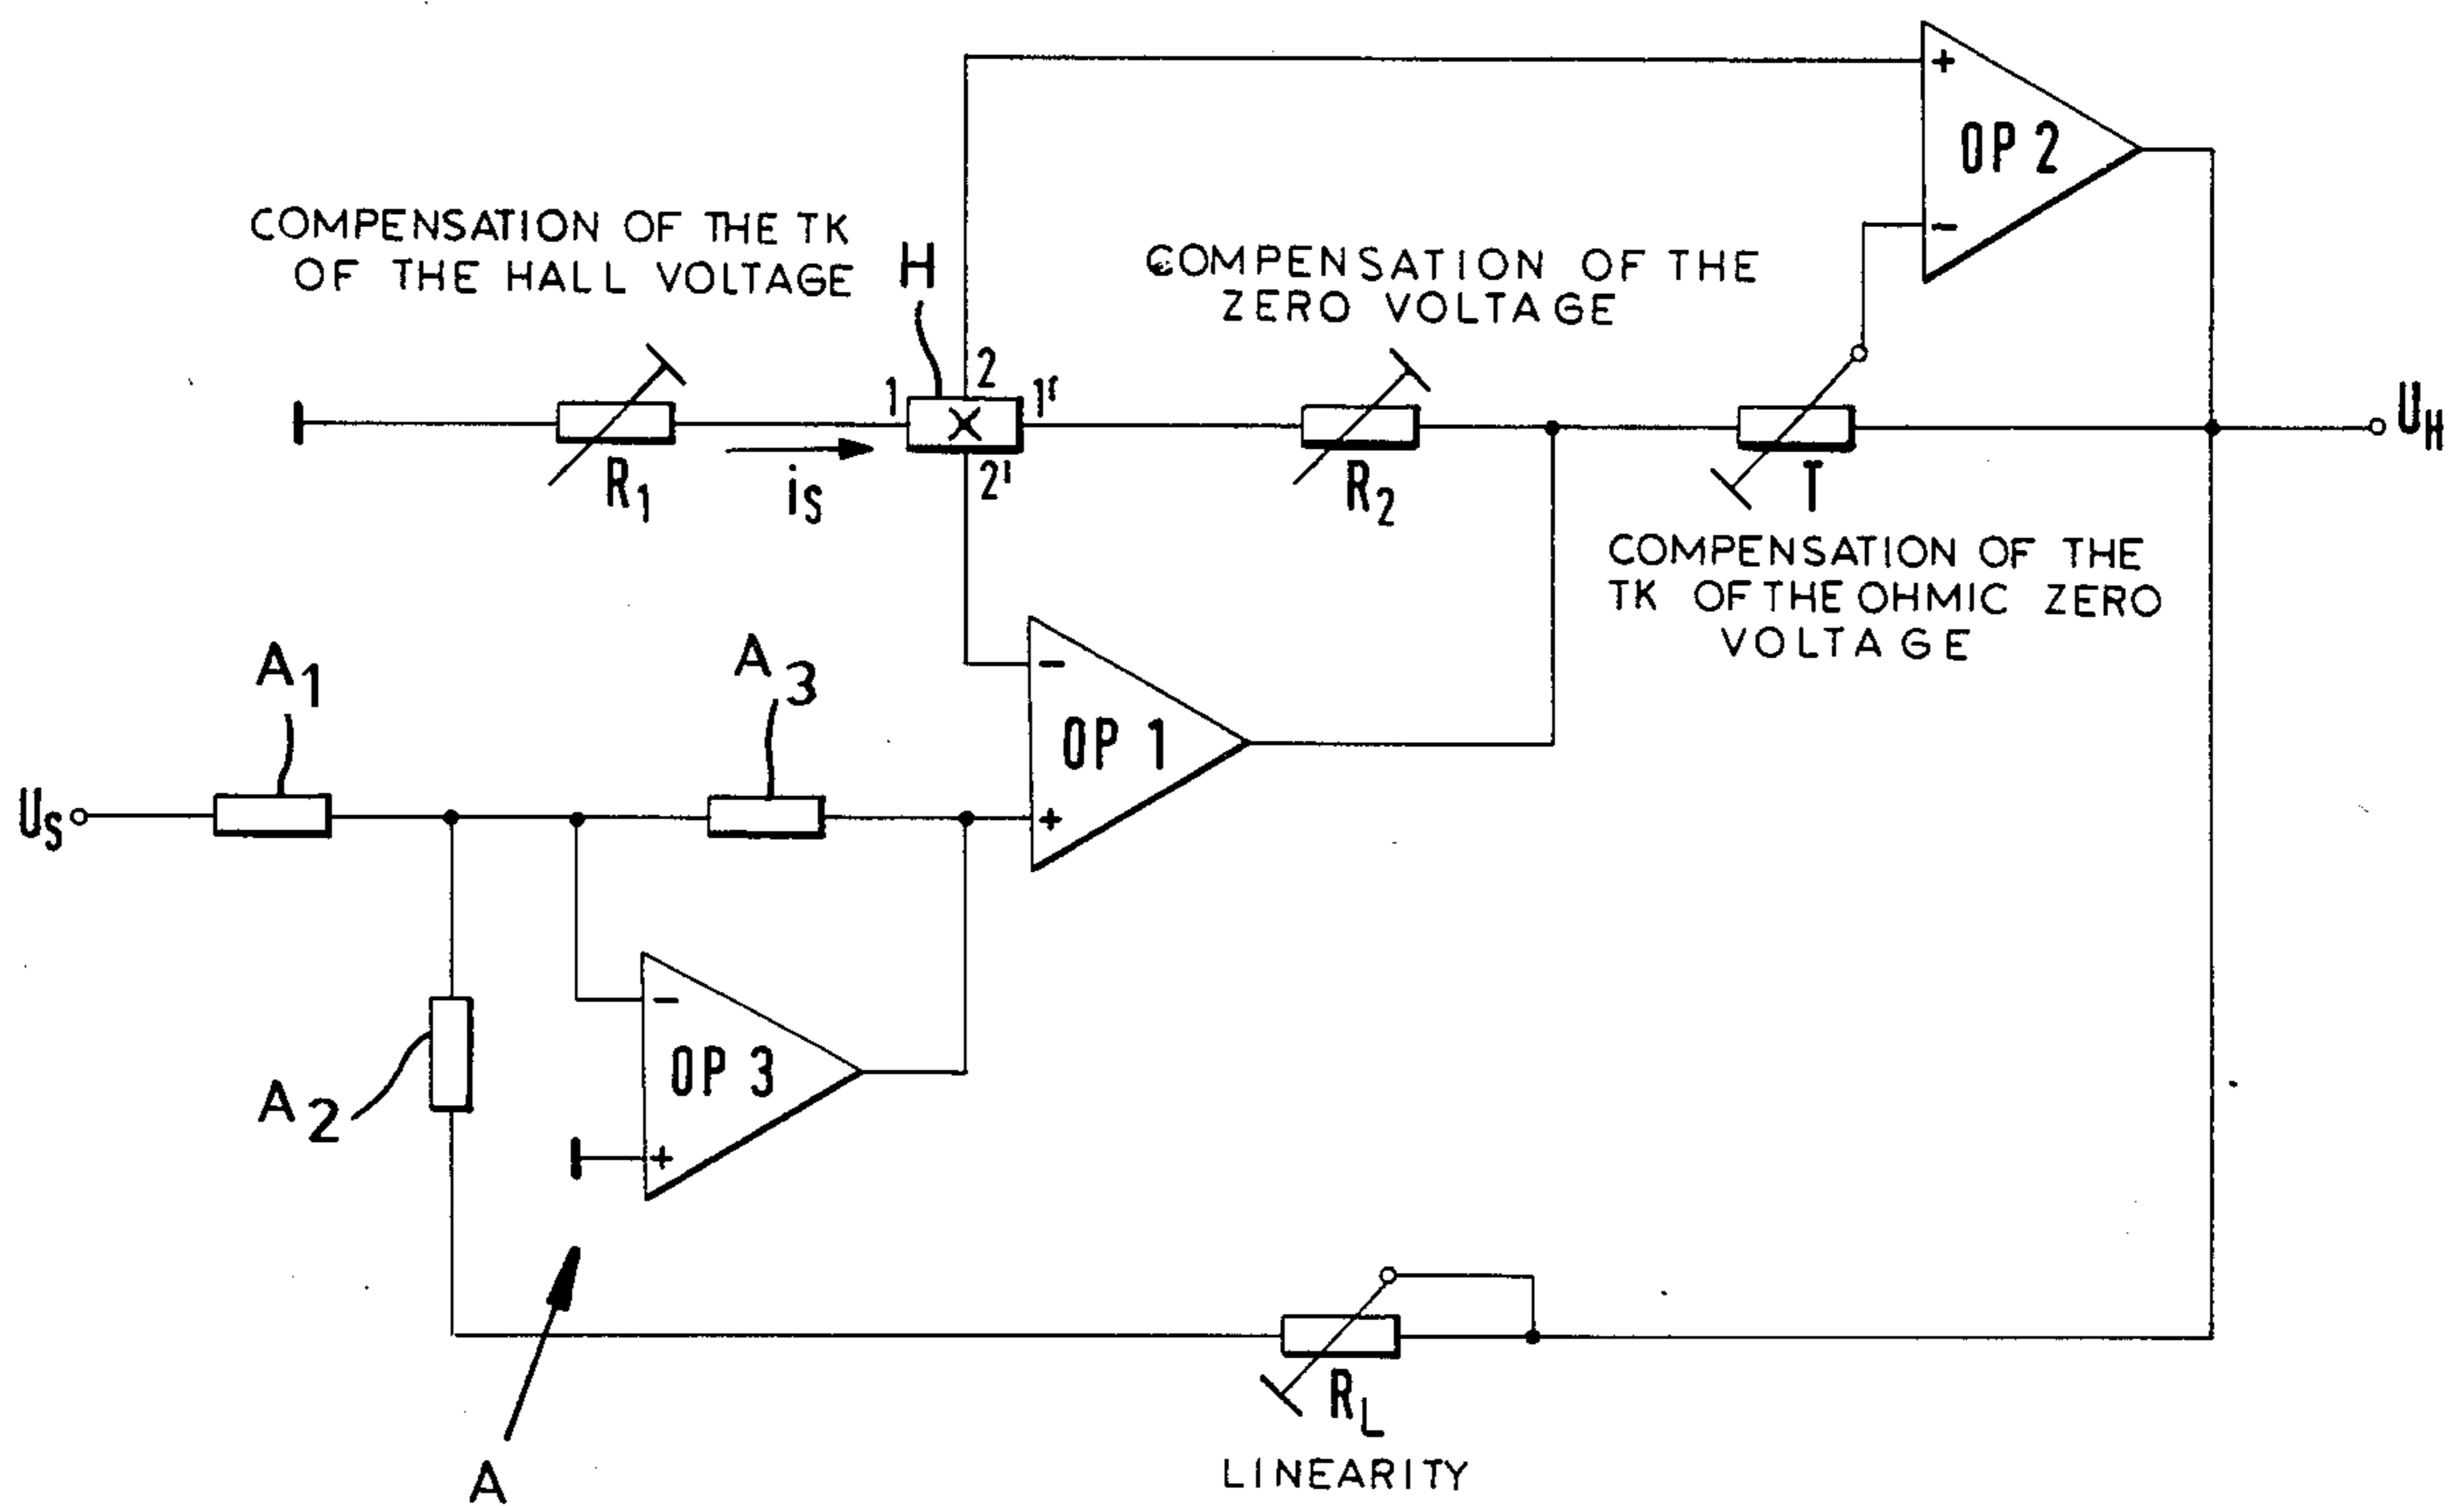 +
OP 2
−
COMPENSATION OF THE TK
OF THE HALL VOLTAGE
H
COMPENSATION OF THE
ZERO VOLTAGE
1
2
1'
2'
R1
iS
R2
T
UH
COMPENSATION OF THE
TK OF THE OHMIC ZERO
VOLTAGE
A1
A3
−
OP 1
+
US
A2
−
OP 3
+
A
RL
LINEARITY